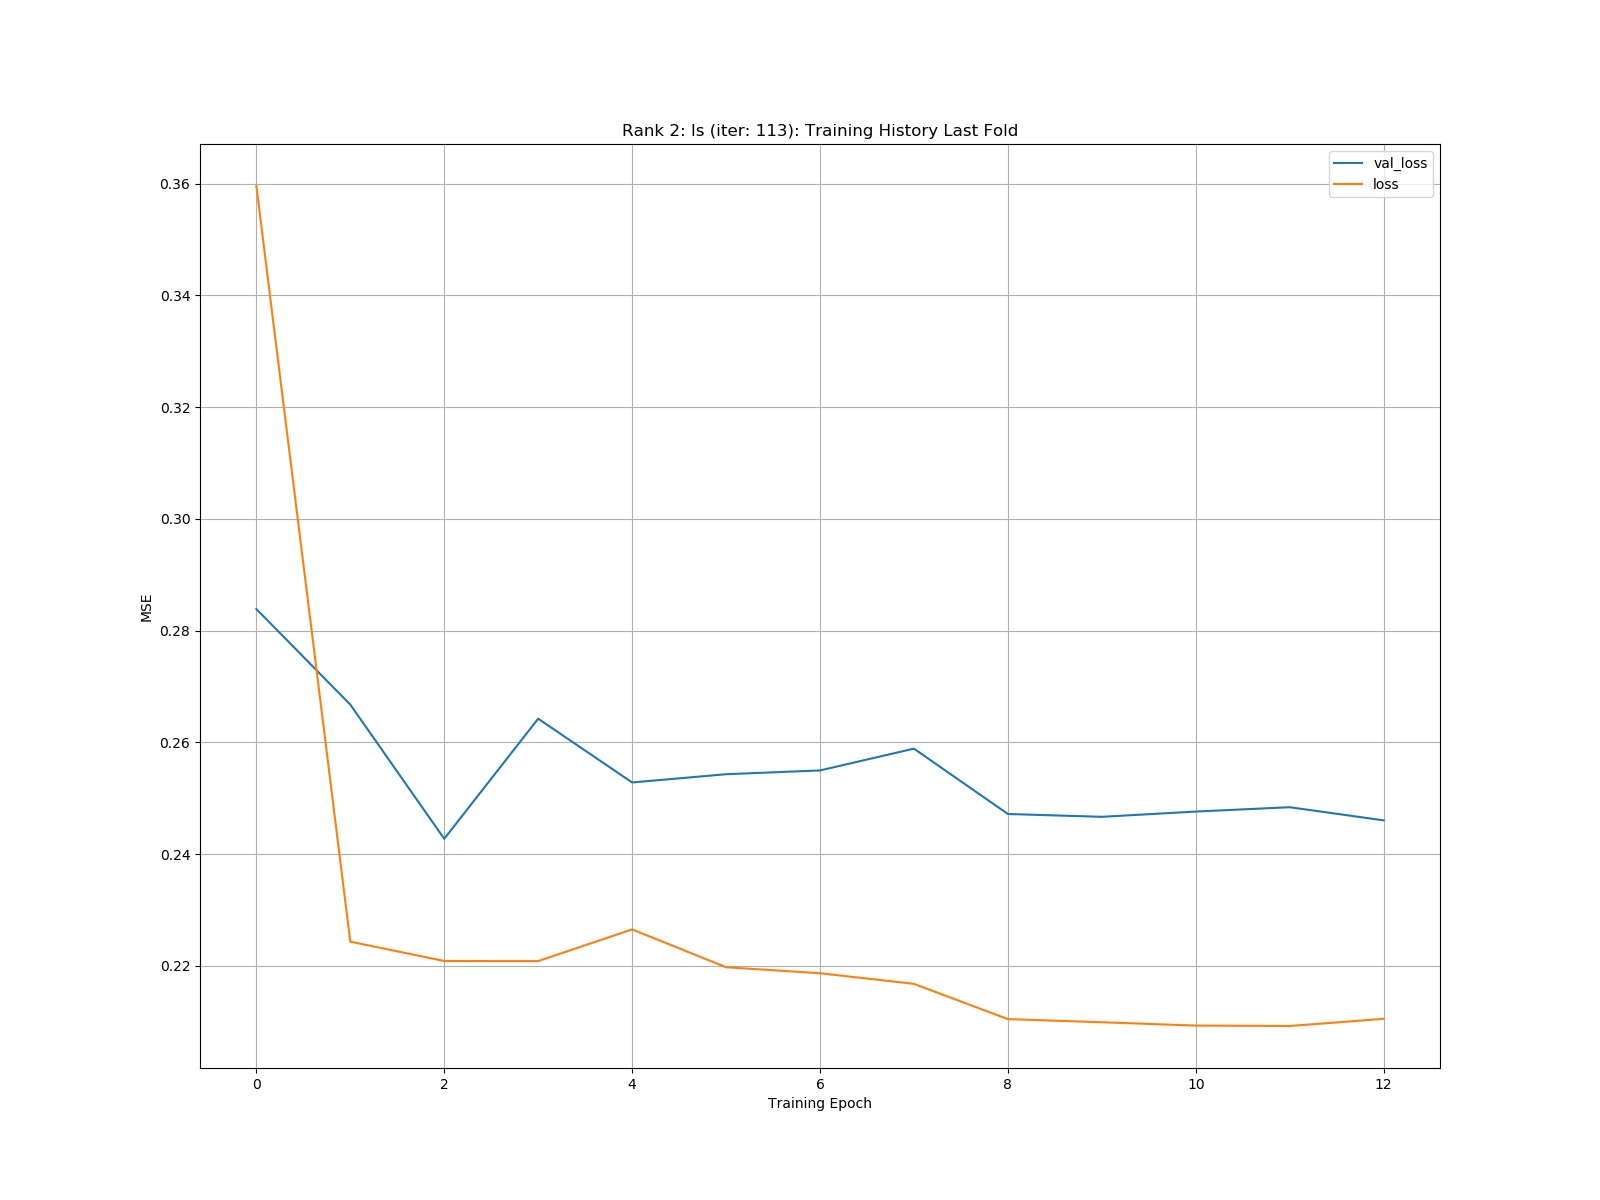 Rank 2: ls (iter: 113): Training History Last Fold
val_loss
loss
0.36
0.34
0.32
0.30
0.28
0.26
0.24
0.22
MSE
0 2 4 6 8 10 12
Training Epoch